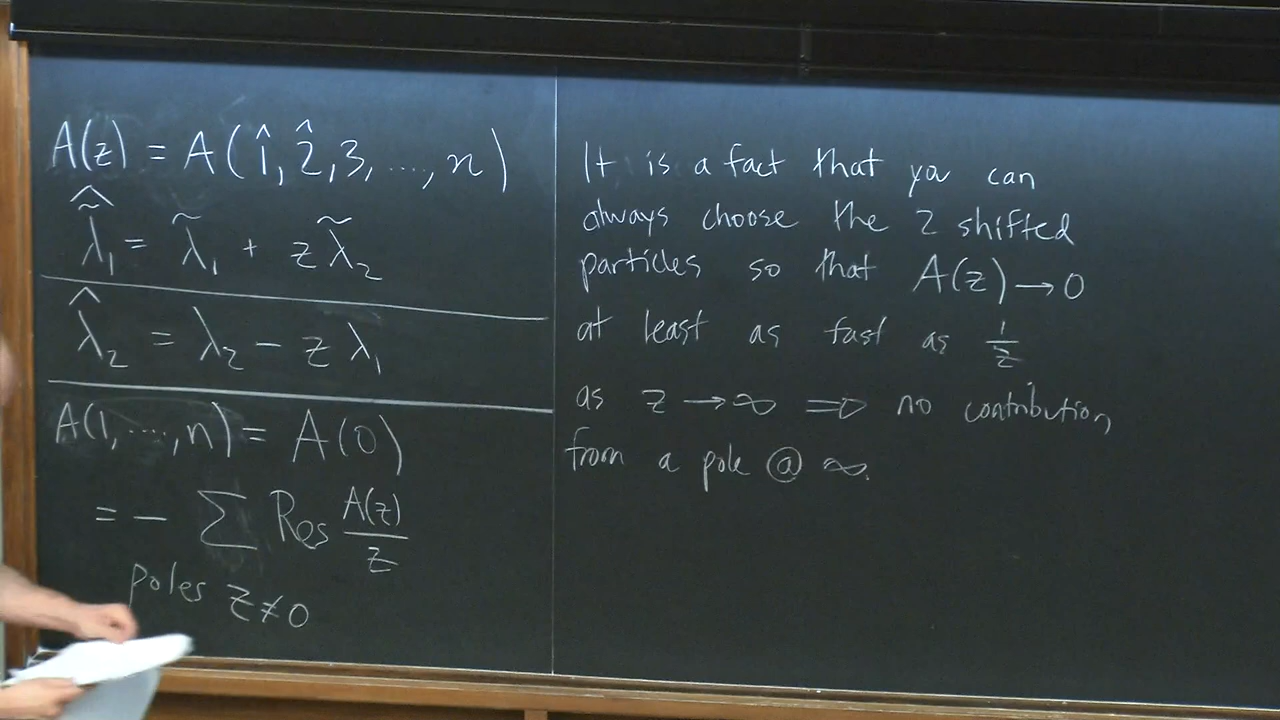 A(z) = A(1̂, 2̂, 3, ..., n)
λ̃̂₁ = λ̃₁ + z λ̃₂
λ̂₂ = λ₂ − z λ₁
A(1, ..., n) = A(0)
= − ∑ Res A(z)/z
poles z≠0
It is a fact that you can
always choose the 2 shifted
particles so that A(z) → 0
at least as fast as 1/z
as z → ∞ ⇒ no contribution
from a pole @ ∞.